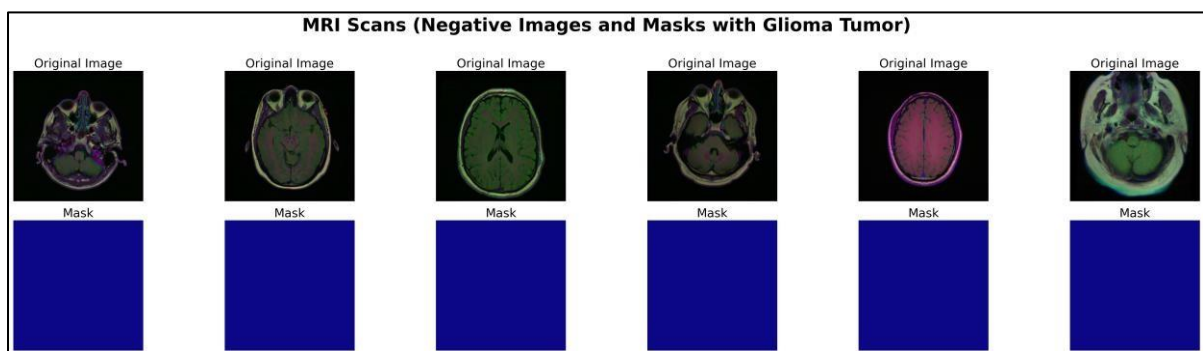 MRI Scans (Negative Images and Masks with Glioma Tumor)
Original Image
Original Image
Original Image
Original Image
Original Image
Original Image
Mask
Mask
Mask
Mask
Mask
Mask